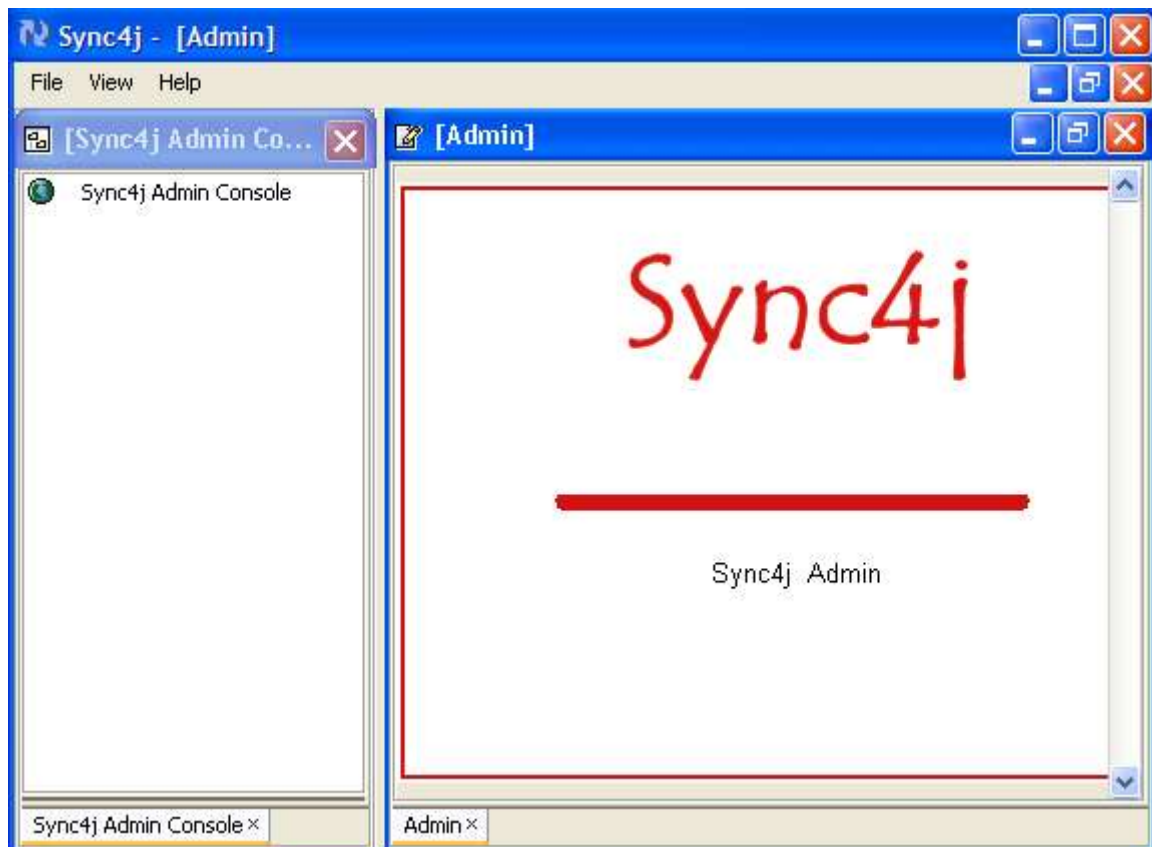 Sync4j - [Admin]
File View Help
[Sync4j Admin Co...
Sync4j Admin Console
Sync4j Admin Console ×
[Admin]
Sync4j
Sync4j Admin
Admin ×